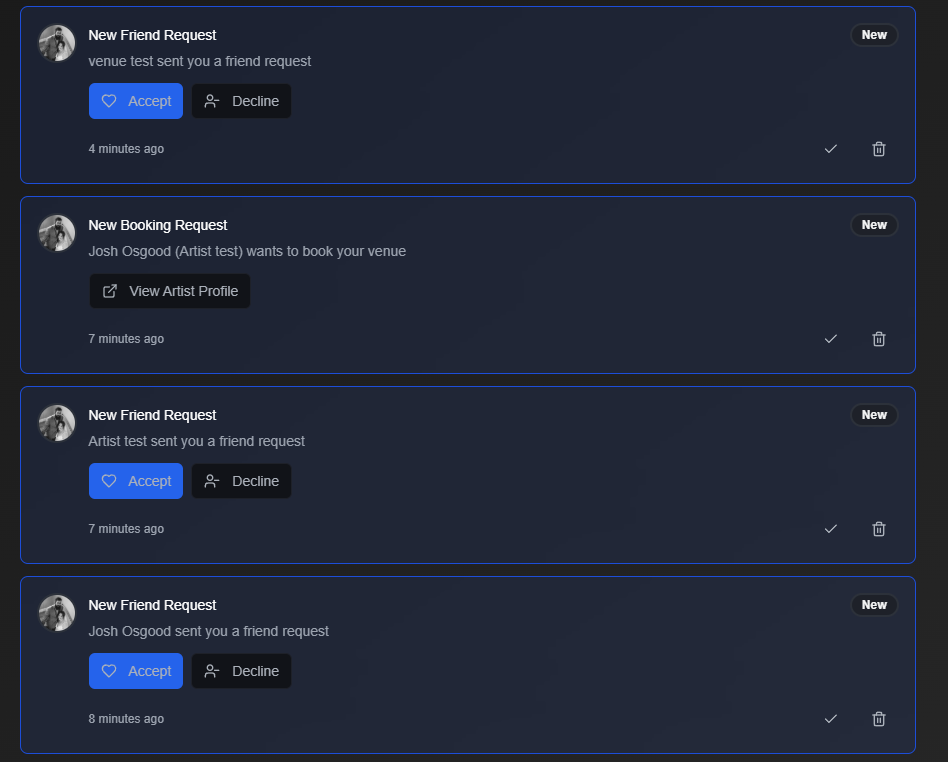 New Friend Request
New
venue test sent you a friend request
Accept
Decline
4 minutes ago
New Booking Request
New
Josh Osgood (Artist test) wants to book your venue
View Artist Profile
7 minutes ago
New Friend Request
New
Artist test sent you a friend request
Accept
Decline
7 minutes ago
New Friend Request
New
Josh Osgood sent you a friend request
Accept
Decline
8 minutes ago